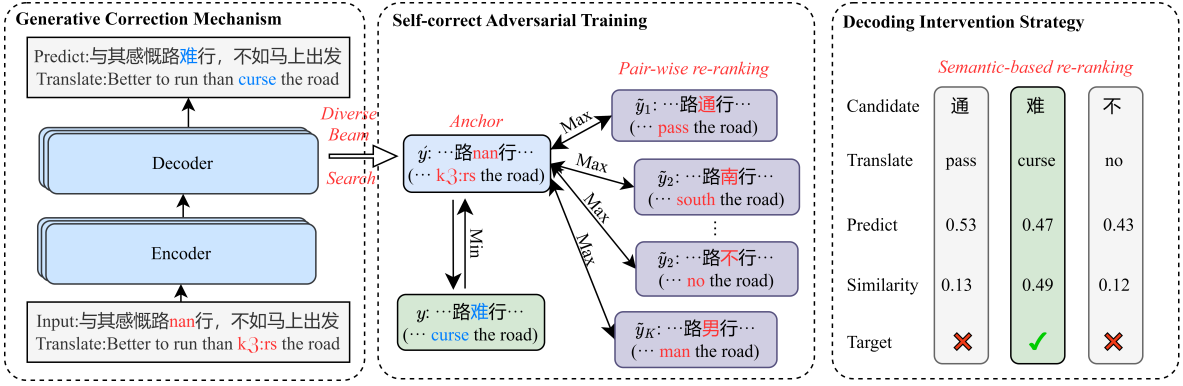 Generative Correction Mechanism
Predict:与其感慨路难行，不如马上出发
Translate:Better to run than curse the road
Decoder
Encoder
Input:与其感慨路nan行，不如马上出发
Translate:Better to run than kȝ:rs the road
Diverse
Beam
Search
Self-correct Adversarial Training
Pair-wise re-ranking
Anchor
ý: ···路nan行···
(··· kȝ:rs the road)
Min
y: ···路难行···
(··· curse the road)
Max
ỹ₁: ···路通行···
(··· pass the road)
Max
ỹ₂: ···路南行···
(··· south the road)
⋮
Max
ỹ₂: ···路不行···
(··· no the road)
Max
ỹK: ···路男行···
(··· man the road)
Decoding Intervention Strategy
Semantic-based re-ranking
Candidate 通 难 不
Translate pass curse no
Predict 0.53 0.47 0.43
Similarity 0.13 0.49 0.12
Target